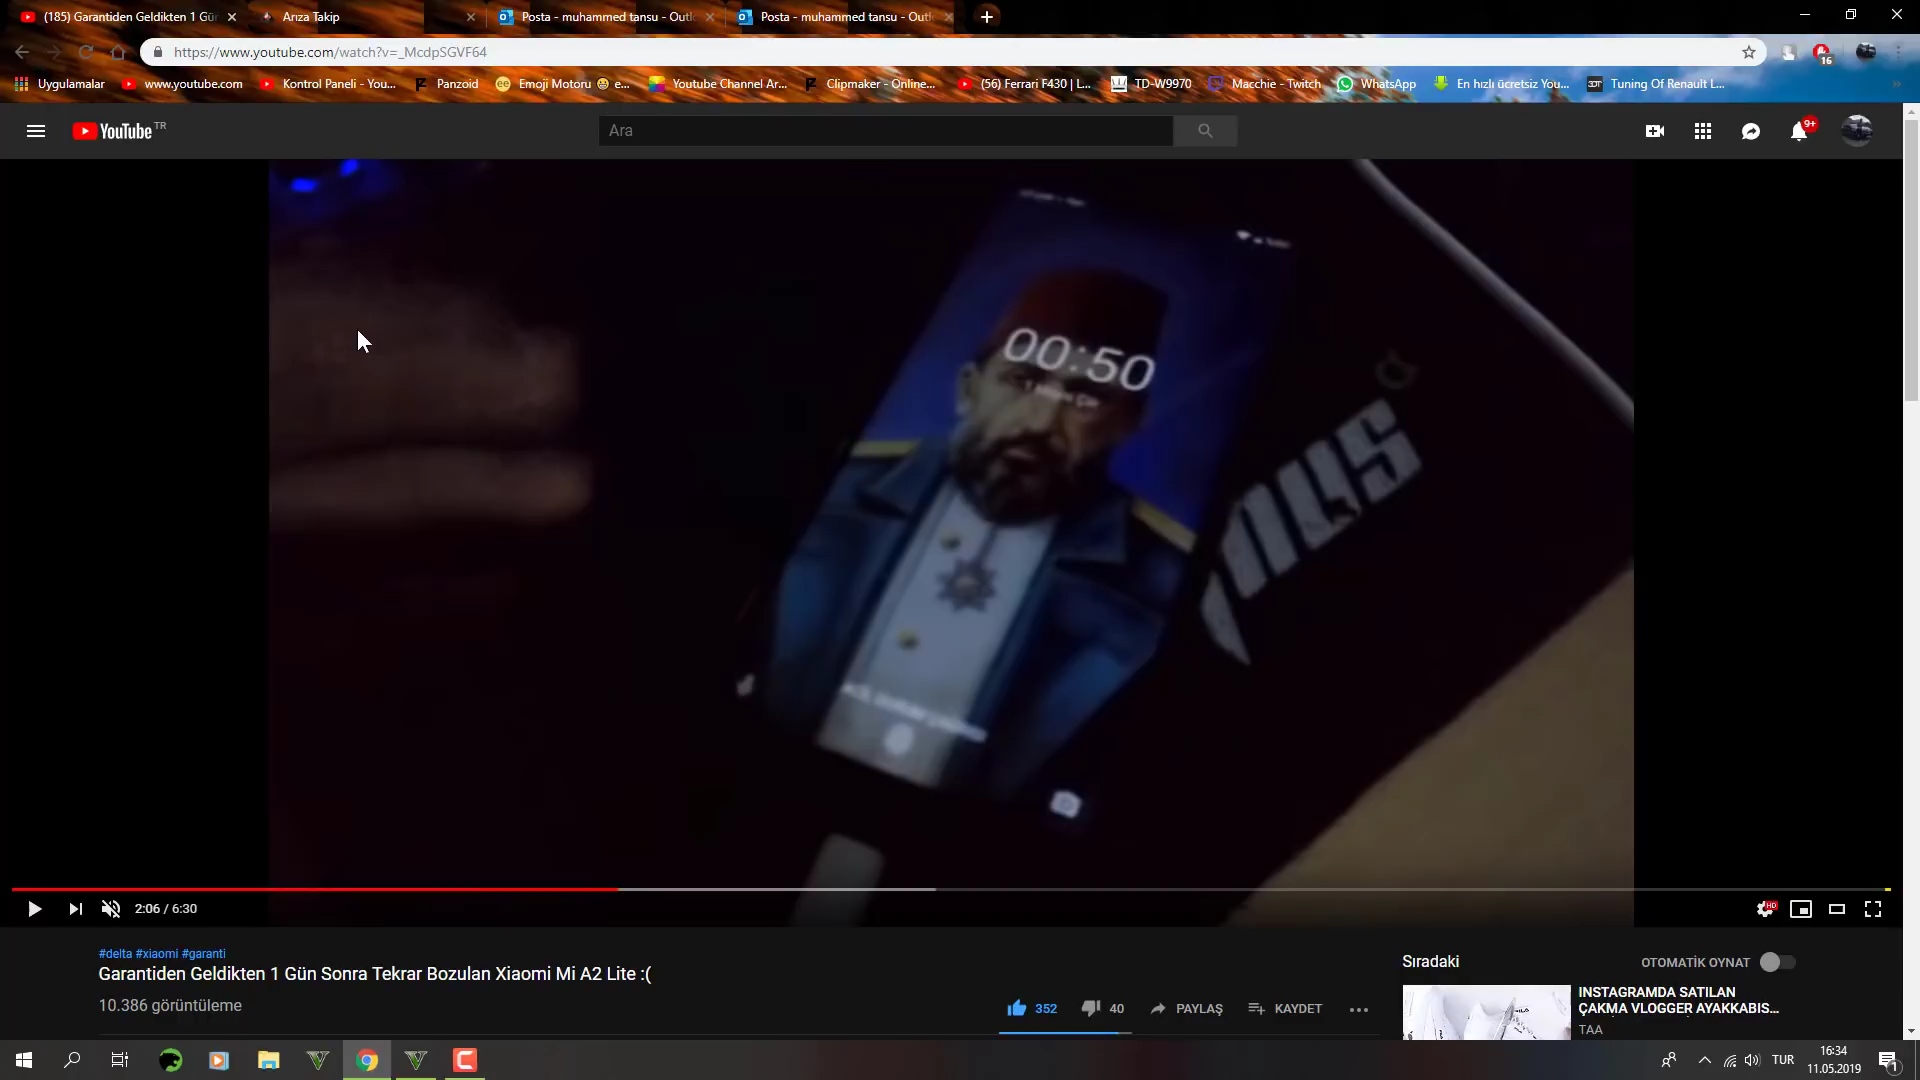 (185) Garantiden Geldikten 1 Gün
Arıza Takip
Posta - muhammed tansu - Outl
Posta - muhammed tansu - Outl
https://www.youtube.com/watch?v=_McdpSGVF64
16
Uygulamalar
www.youtube.com
Kontrol Paneli - You...
Panzoid
Emoji Motoru 😀 e...
Youtube Channel Ar...
Clipmaker - Online...
(56) Ferrari F430 | L...
TD-W9970
Macchie - Twitch
WhatsApp
En hızlı ücretsiz You...
Tuning Of Renault L...
YouTube TR
Ara
9+
00:50
2:06 / 6:30
HD
#delta #xiaomi #garanti
Garantiden Geldikten 1 Gün Sonra Tekrar Bozulan Xiaomi Mi A2 Lite :(
10.386 görüntüleme
352
40
PAYLAŞ
KAYDET
Sıradaki
OTOMATİK OYNAT
INSTAGRAMDA SATILAN
ÇAKMA VLOGGER AYAKKABIS...
TAA
TUR
16:34
11.05.2019
1